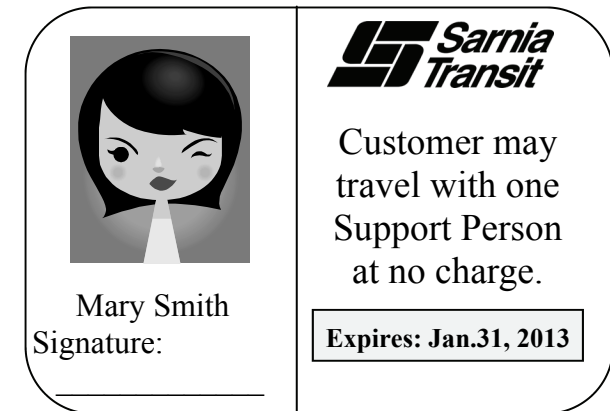 Mary Smith
Signature:
Sarnia
Transit
Customer may
travel with one
Support Person
at no charge.
Expires: Jan.31, 2013